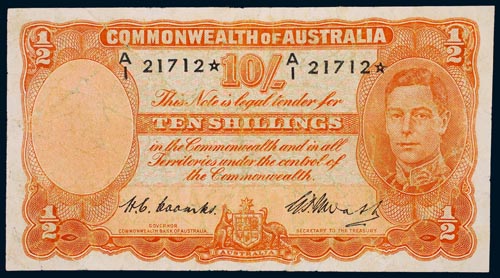 COMMONWEALTH OF AUSTRALIA
1/2
1/2
A/1 21712☆ 10/- A/1 21712☆
This Note is legal tender for
TEN SHILLINGS
in the Commonwealth and in all
Territories under the control of
the Commonwealth.
H.C. Coombs.
GOVERNOR
COMMONWEALTH BANK OF AUSTRALIA.
SECRETARY TO THE TREASURY
1/2
1/2
AUSTRALIA